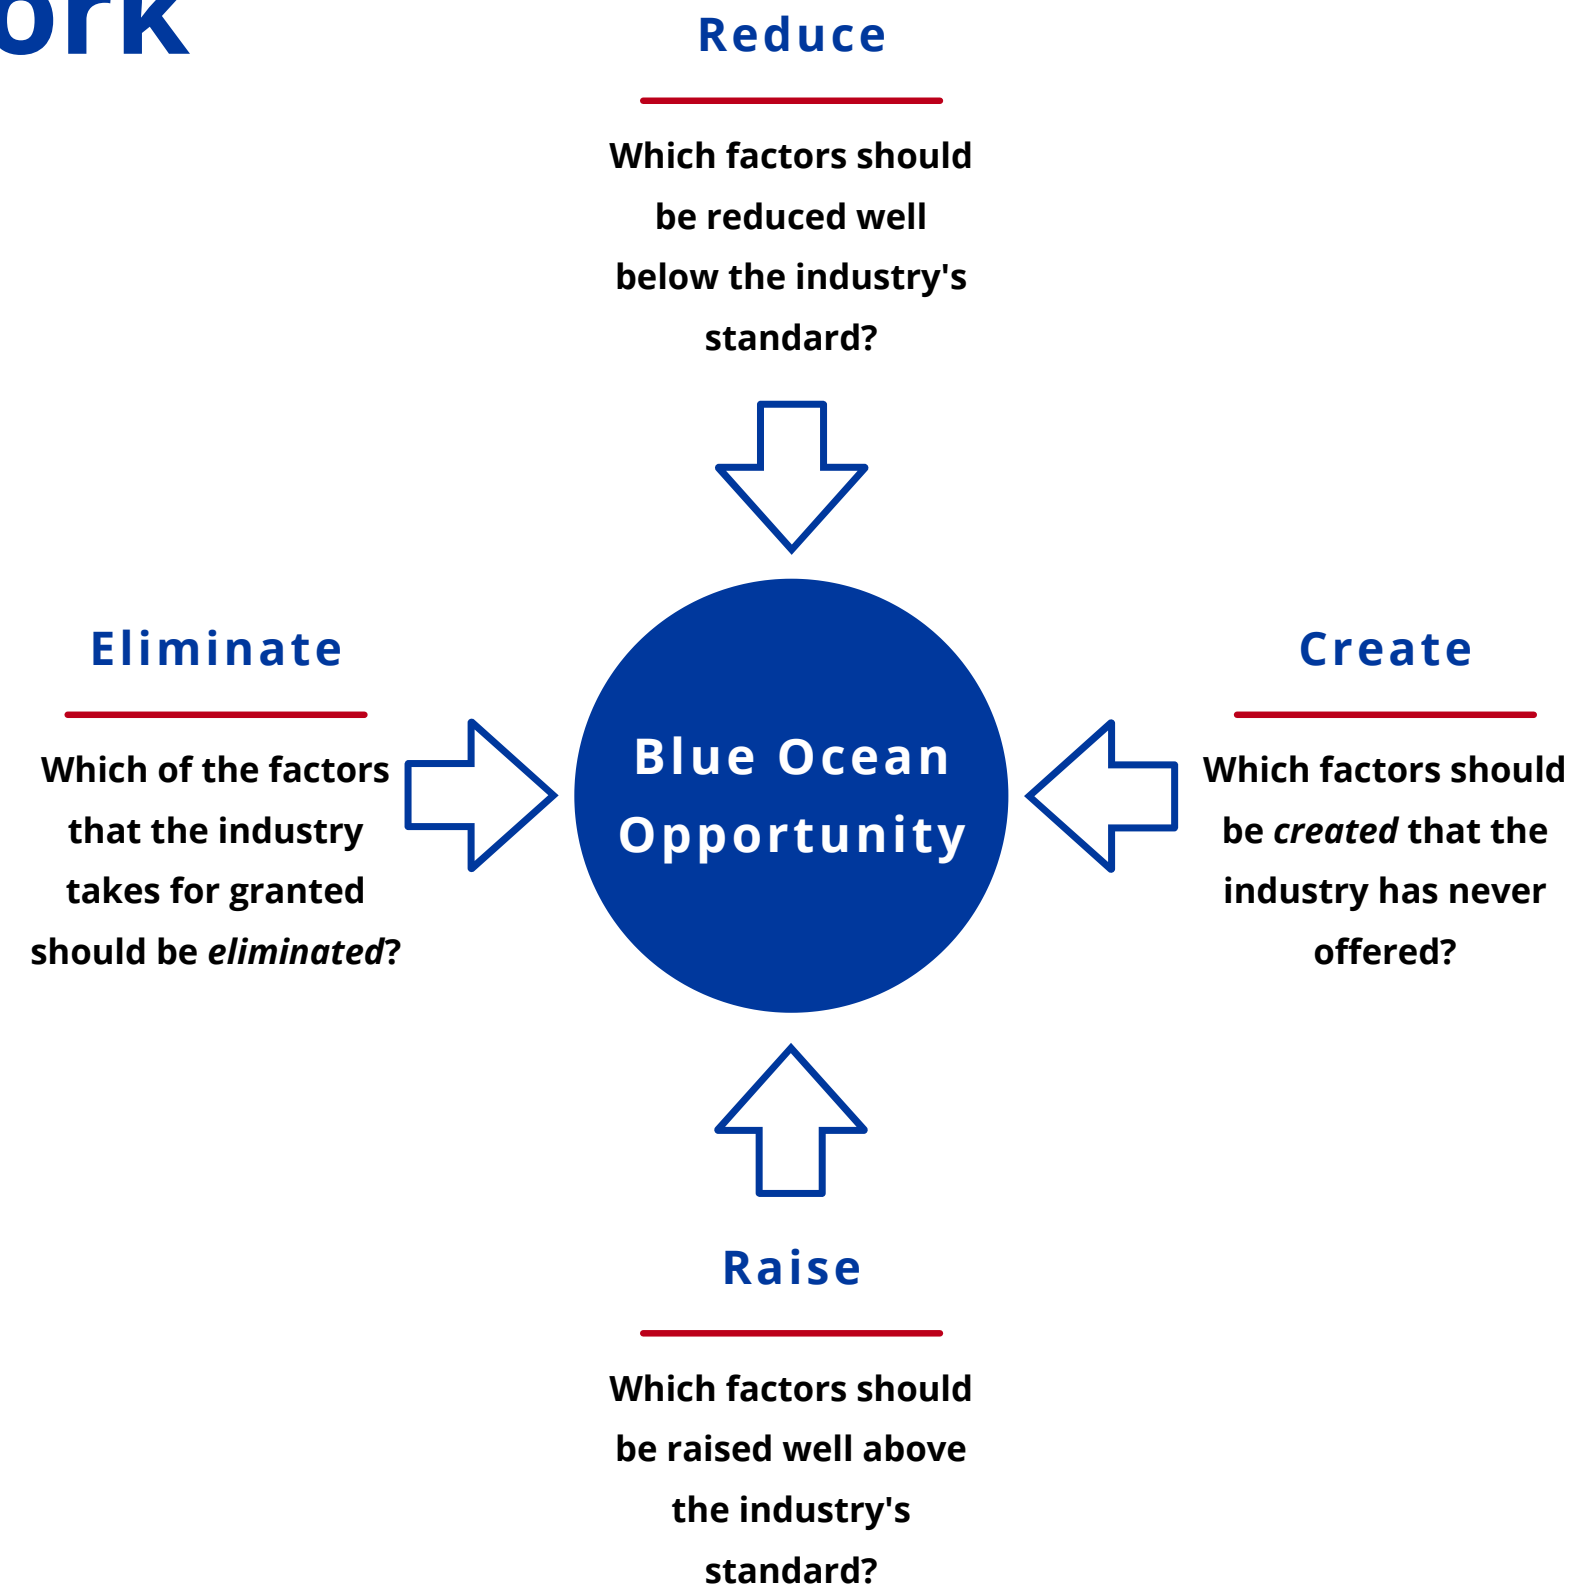 ork
Reduce
Which factors should
be reduced well
below the industry's
standard?
Eliminate
Which of the factors
that the industry
takes for granted
should be eliminated?
Blue Ocean
Opportunity
Create
Which factors should
be created that the
industry has never
offered?
Raise
Which factors should
be raised well above
the industry's
standard?